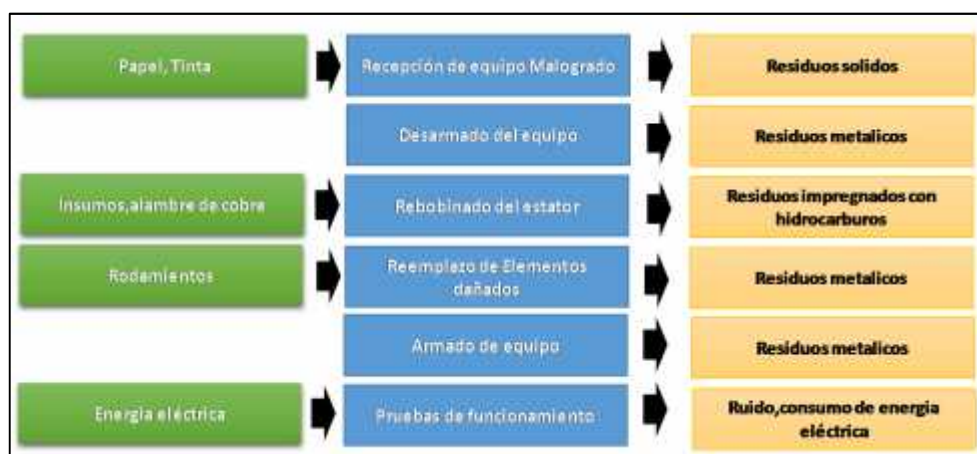 Papel, Tinta
Recepción de equipo Malogrado
Residuos solidos
Desarmado del equipo
Residuos metalicos
Insumos,alambre de cobre
Rebobinado del estator
Residuos impregnados con
hidrocarburos
Rodamientos
Reemplazo de Elementos
dañados
Residuos metalicos
Armado de equipo
Residuos metalicos
Energia eléctrica
Pruebas de funcionamiento
Ruido,consumo de energia
eléctrica